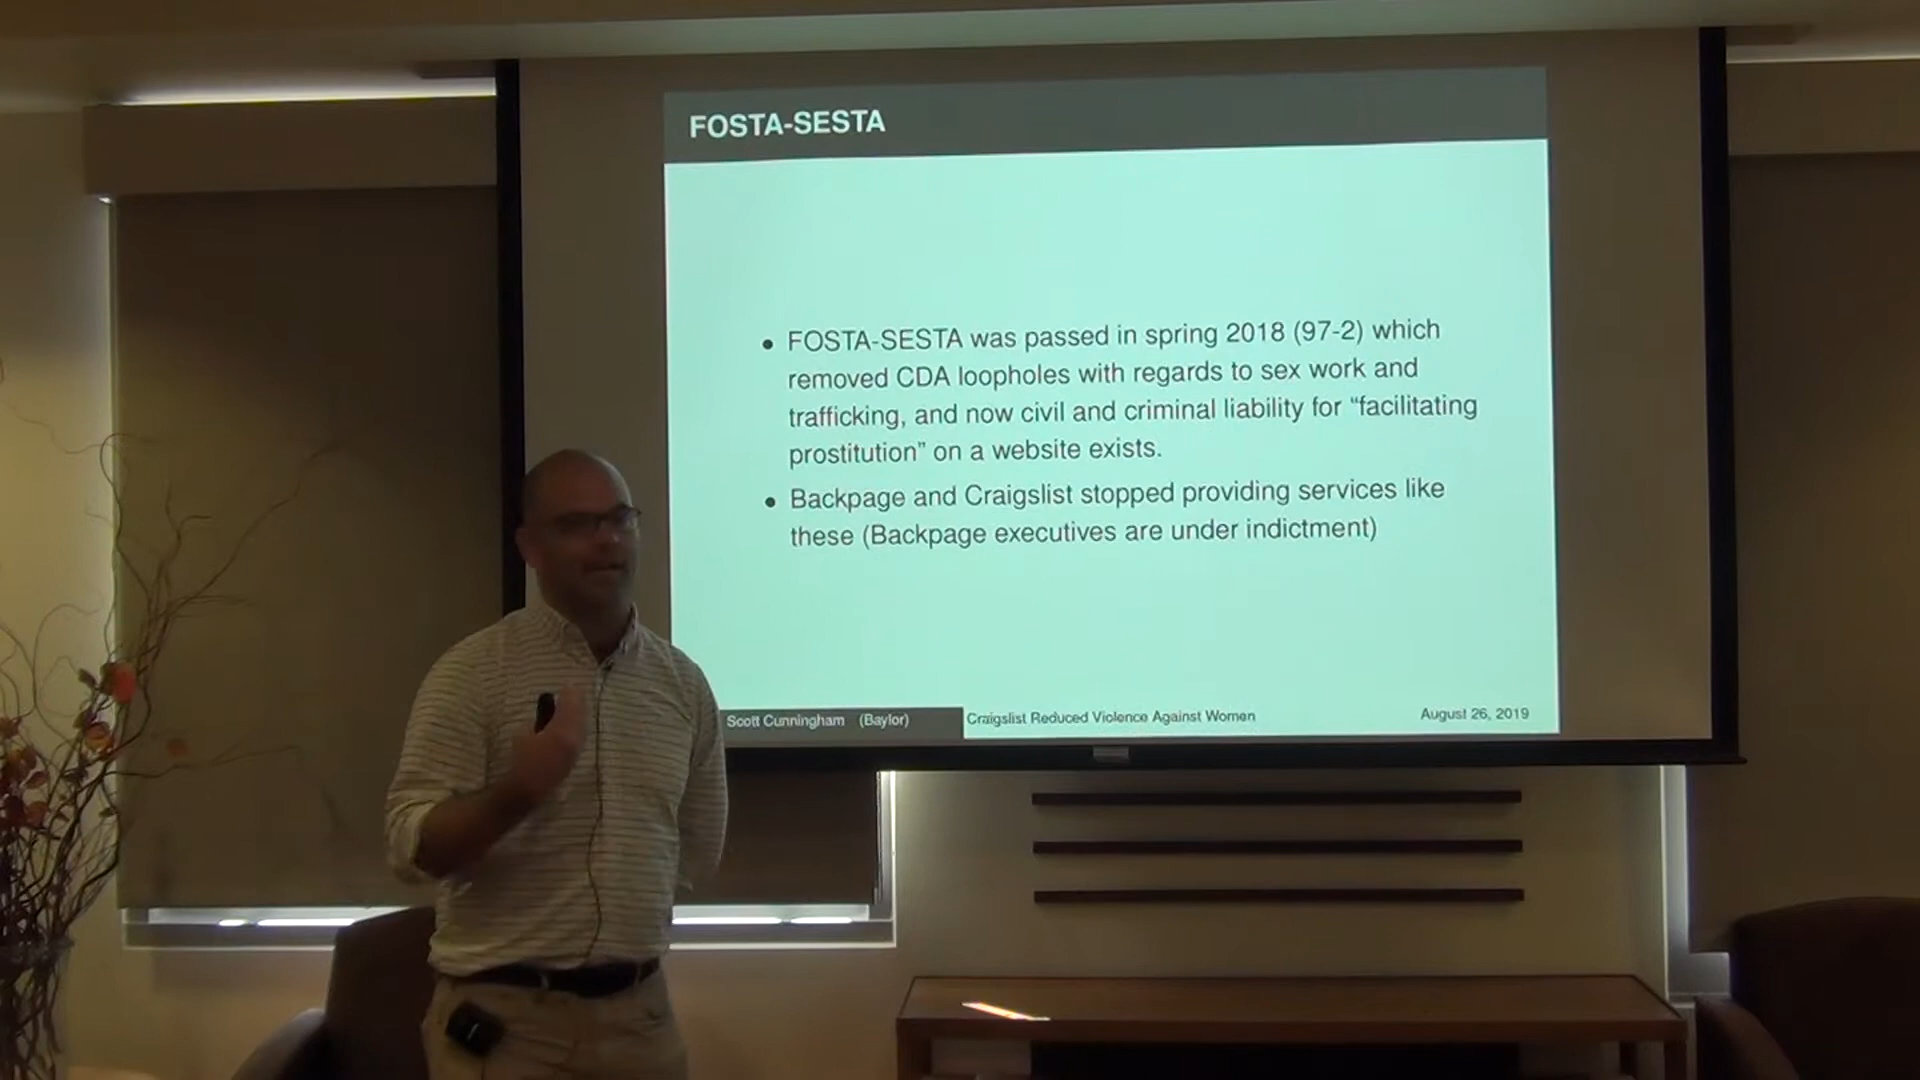 FOSTA-SESTA
• FOSTA-SESTA was passed in spring 2018 (97-2) which
removed CDA loopholes with regards to sex work and
trafficking, and now civil and criminal liability for “facilitating
prostitution” on a website exists.
• Backpage and Craigslist stopped providing services like
these (Backpage executives are under indictment)
Scott Cunningham (Baylor) Craigslist Reduced Violence Against Women August 26, 2019